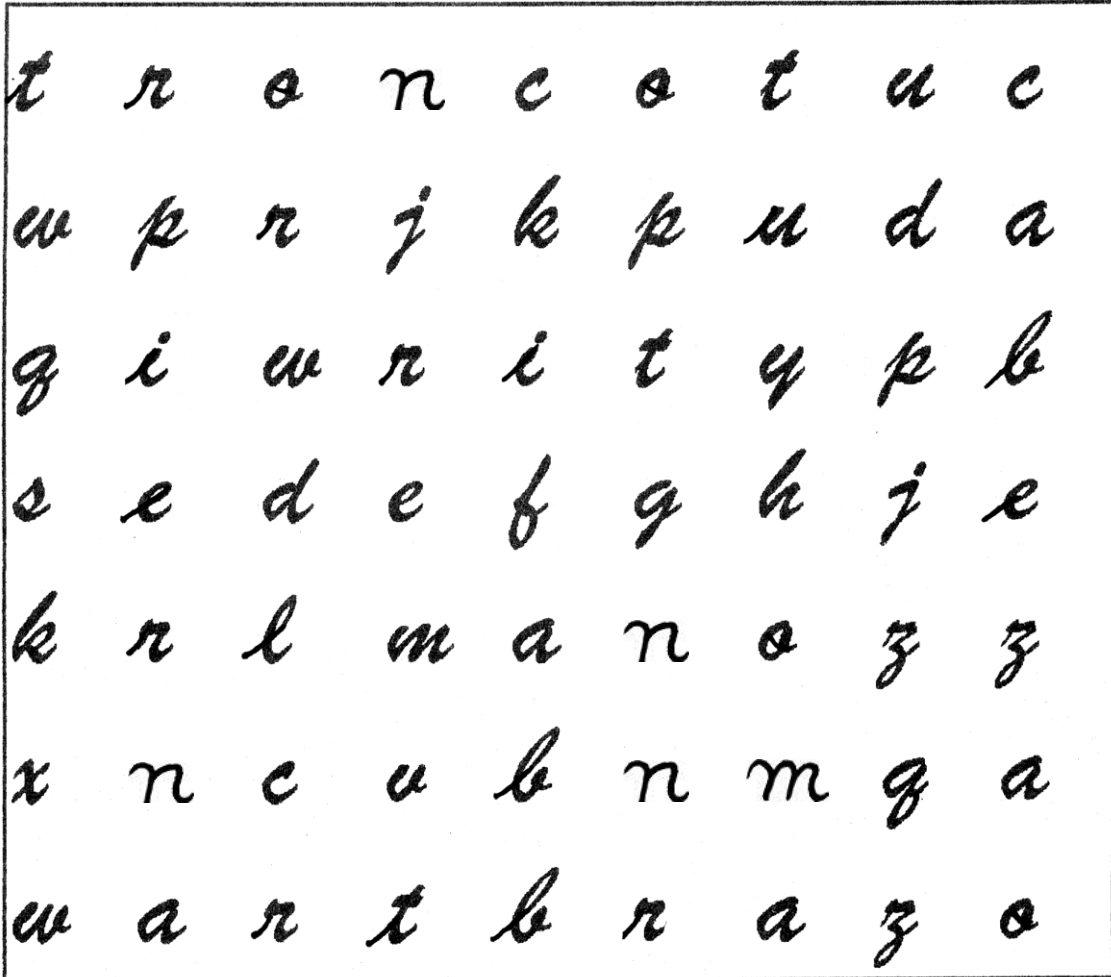 t r o n c o t u c
w p r j k p u d a
q i w r i t y p b
s e d e f g h j e
k r l m a n o z z
x n c v b n m q a
w a r t b r a z o